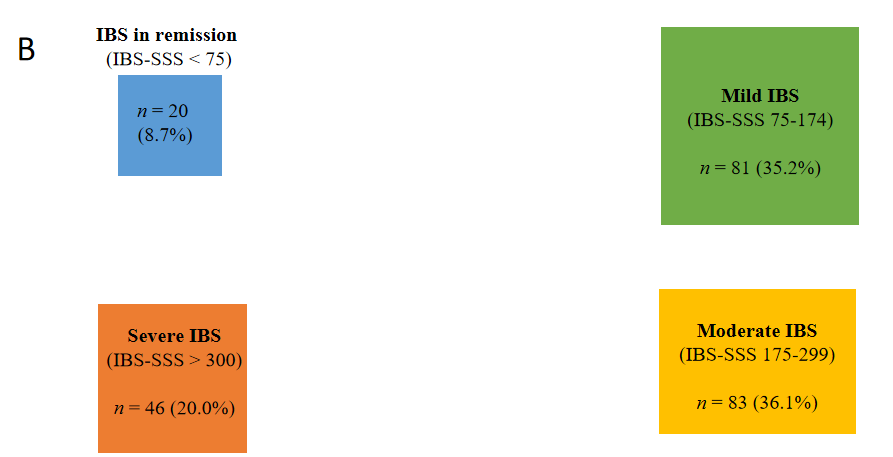 B
IBS in remission
(IBS-SSS < 75)
n = 20
(8.7%)
Mild IBS
(IBS-SSS 75-174)
n = 81 (35.2%)
Severe IBS
(IBS-SSS > 300)
n = 46 (20.0%)
Moderate IBS
(IBS-SSS 175-299)
n = 83 (36.1%)